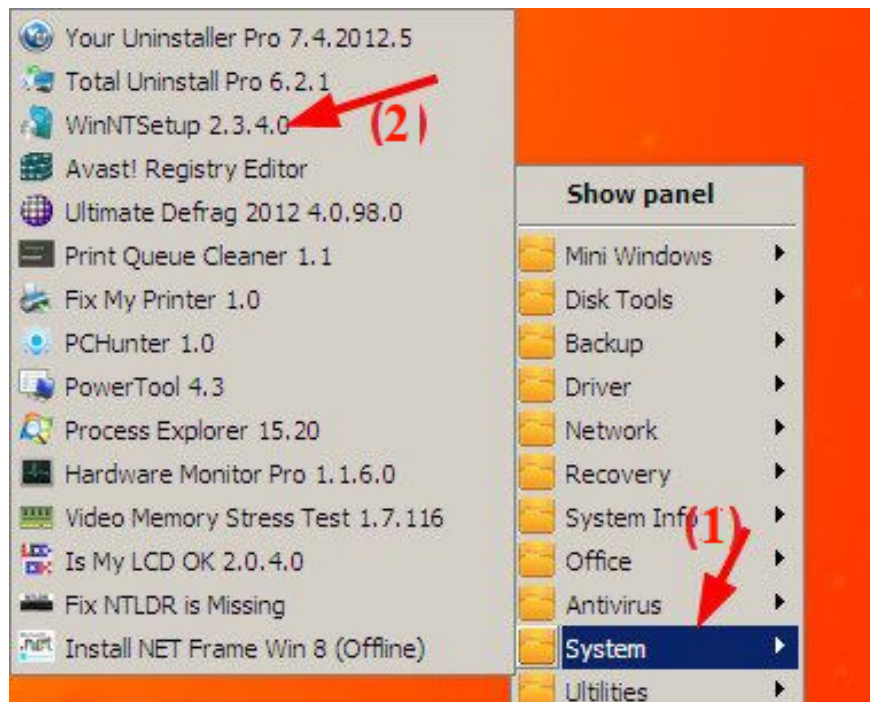 Your Uninstaller Pro 7.4.2012.5
Total Uninstall Pro 6.2.1
WinNTSetup 2.3.4.0
(2)
Avast! Registry Editor
Ultimate Defrag 2012 4.0.98.0
Print Queue Cleaner 1.1
Fix My Printer 1.0
PCHunter 1.0
PowerTool 4.3
Process Explorer 15.20
Hardware Monitor Pro 1.1.6.0
Video Memory Stress Test 1.7.116
Is My LCD OK 2.0.4.0
Fix NTLDR is Missing
Install NET Frame Win 8 (Offline)
Show panel
Mini Windows
Disk Tools
Backup
Driver
Network
Recovery
System Info
(1)
Office
Antivirus
System
Ultilities